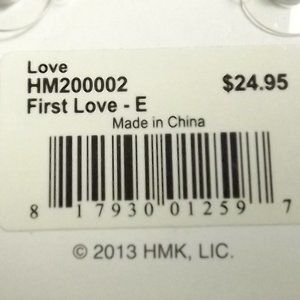 Love
HM200002 $24.95
First Love - E
Made in China
8 17930 01259 7
© 2013 HMK, LIC.